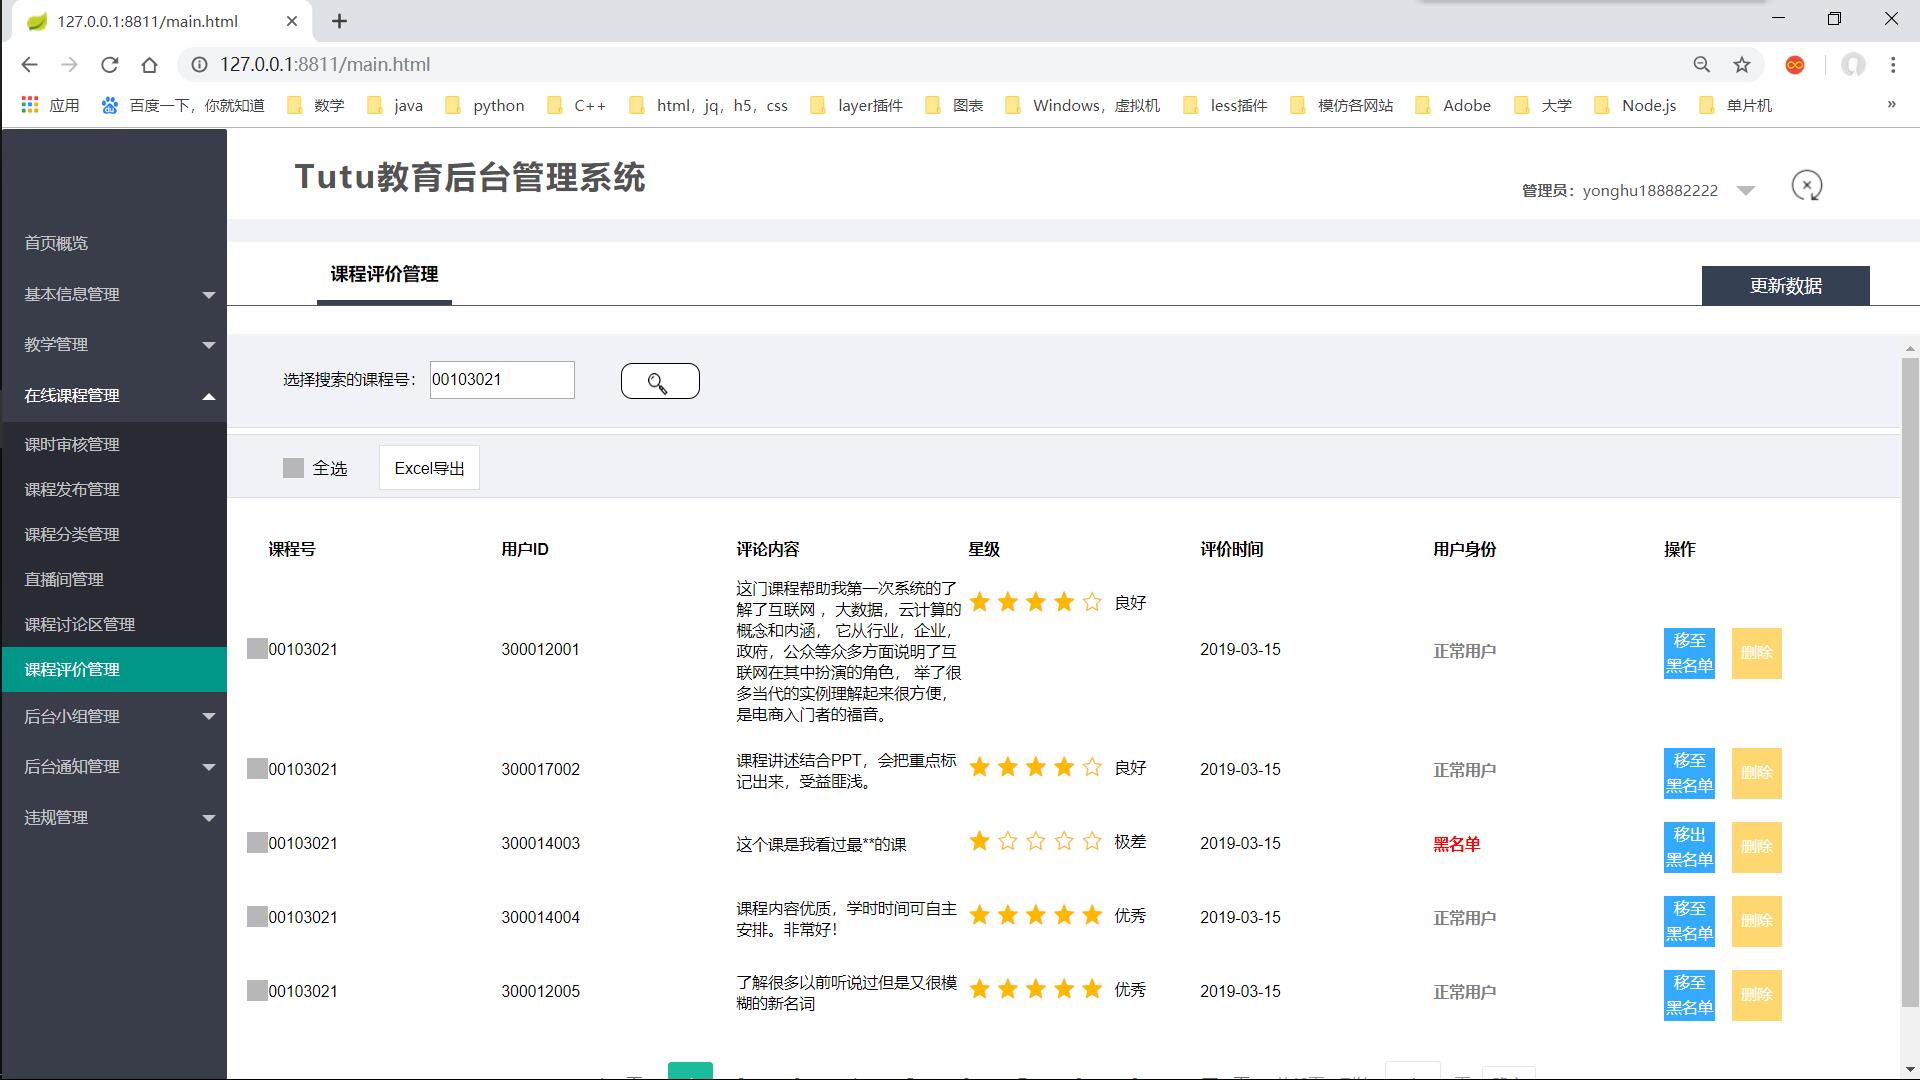 127.0.0.1:8811/main.html
127.0.0.1:8811/main.html
应用 百度一下，你就知道 数学 java python C++ html，jq，h5，css layer插件 图表 Windows，虚拟机 less插件 模仿各网站 Adobe 大学 Node.js 单片机 »
Tutu教育后台管理系统
管理员：yonghu188882222
首页概览
基本信息管理
教学管理
在线课程管理
课时审核管理
课程发布管理
课程分类管理
直播间管理
课程讨论区管理
课程评价管理
后台小组管理
后台通知管理
违规管理
课程评价管理
更新数据
选择搜索的课程号： 00103021
全选 Excel导出
课程号 用户ID 评论内容 星级 评价时间 用户身份 操作
00103021 300012001
这门课程帮助我第一次系统的了
解了互联网 ，大数据，云计算的
概念和内涵， 它从行业，企业，
政府，公众等众多方面说明了互
联网在其中扮演的角色， 举了很
多当代的实例理解起来很方便，
是电商入门者的福音。
良好 2019-03-15 正常用户
移至
黑名单
删除
00103021 300017002
课程讲述结合PPT，会把重点标
记出来，受益匪浅。
良好 2019-03-15 正常用户
移至
黑名单
删除
00103021 300014003
这个课是我看过最**的课
极差 2019-03-15 黑名单
移出
黑名单
删除
00103021 300014004
课程内容优质，学时时间可自主
安排。非常好！
优秀 2019-03-15 正常用户
移至
黑名单
删除
00103021 300012005
了解很多以前听说过但是又很模
糊的新名词
优秀 2019-03-15 正常用户
移至
黑名单
删除